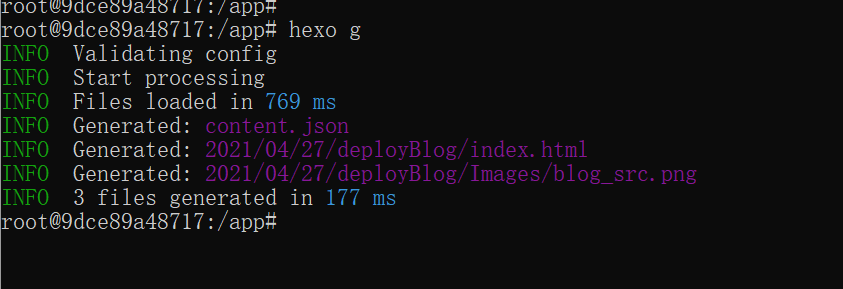 root@9dce89a48717:/app#
root@9dce89a48717:/app# hexo g
INFO  Validating config
INFO  Start processing
INFO  Files loaded in 769 ms
INFO  Generated: content.json
INFO  Generated: 2021/04/27/deployBlog/index.html
INFO  Generated: 2021/04/27/deployBlog/Images/blog_src.png
INFO  3 files generated in 177 ms
root@9dce89a48717:/app#